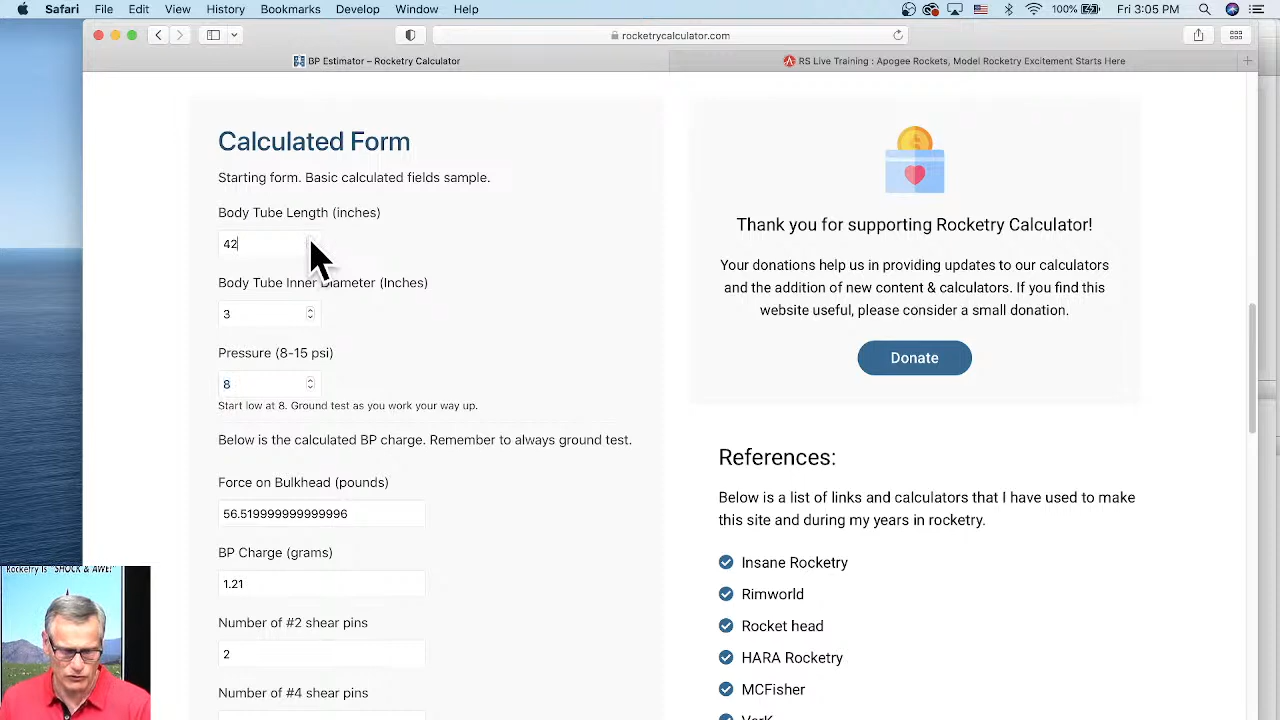 Safari File Edit View History Bookmarks Develop Window Help 100% Fri 3:05 PM
rocketrycalculator.com
BP Estimator – Rocketry Calculator
RS Live Training : Apogee Rockets, Model Rocketry Excitement Starts Here
Calculated Form
Starting form. Basic calculated fields sample.
Body Tube Length (inches)
42
Body Tube Inner Diameter (Inches)
3
Pressure (8-15 psi)
8
Start low at 8. Ground test as you work your way up.
Below is the calculated BP charge. Remember to always ground test.
Force on Bulkhead (pounds)
56.519999999999996
BP Charge (grams)
1.21
Number of #2 shear pins
2
Number of #4 shear pins
Thank you for supporting Rocketry Calculator!
Your donations help us in providing updates to our calculators
and the addition of new content & calculators. If you find this
website useful, please consider a small donation.
Donate
References:
Below is a list of links and calculators that I have used to make
this site and during my years in rocketry.
Insane Rocketry
Rimworld
Rocket head
HARA Rocketry
MCFisher
VerK
Rocketry is "SHOCK & AWE!"